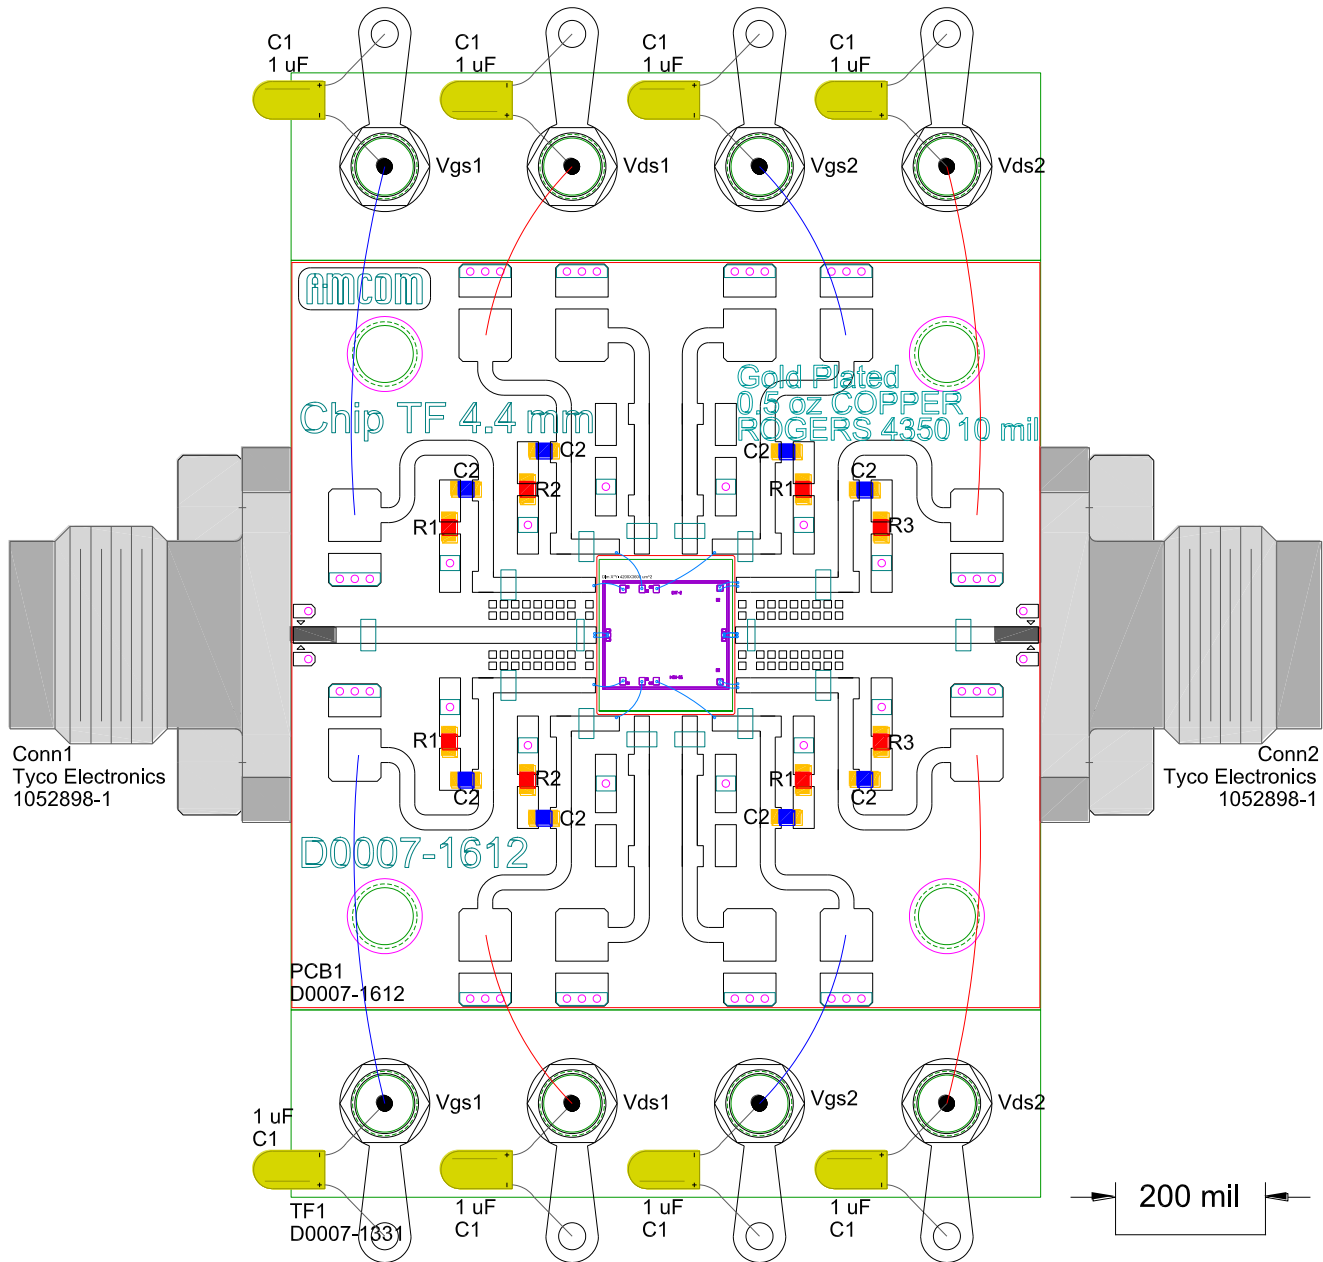 C1
1 uF
C1
1 uF
C1
1 uF
C1
1 uF
Vgs1
Vds1
Vgs2
Vds2
AMCOM
Gold Plated
0.5 oz COPPER
ROGERS 4350 10 mil
Chip TF 4.4 mm
C2
C2
C2
C2
R2
R1
R1
R3
R1
R3
R2
R1
C2
C2
C2
C2
Conn1
Tyco Electronics
1052898-1
Conn2
Tyco Electronics
1052898-1
D0007-1612
PCB1
D0007-1612
Vgs1
Vds1
Vgs2
Vds2
1 uF
C1
1 uF
C1
1 uF
C1
1 uF
C1
TF1
D0007-1331
200 mil